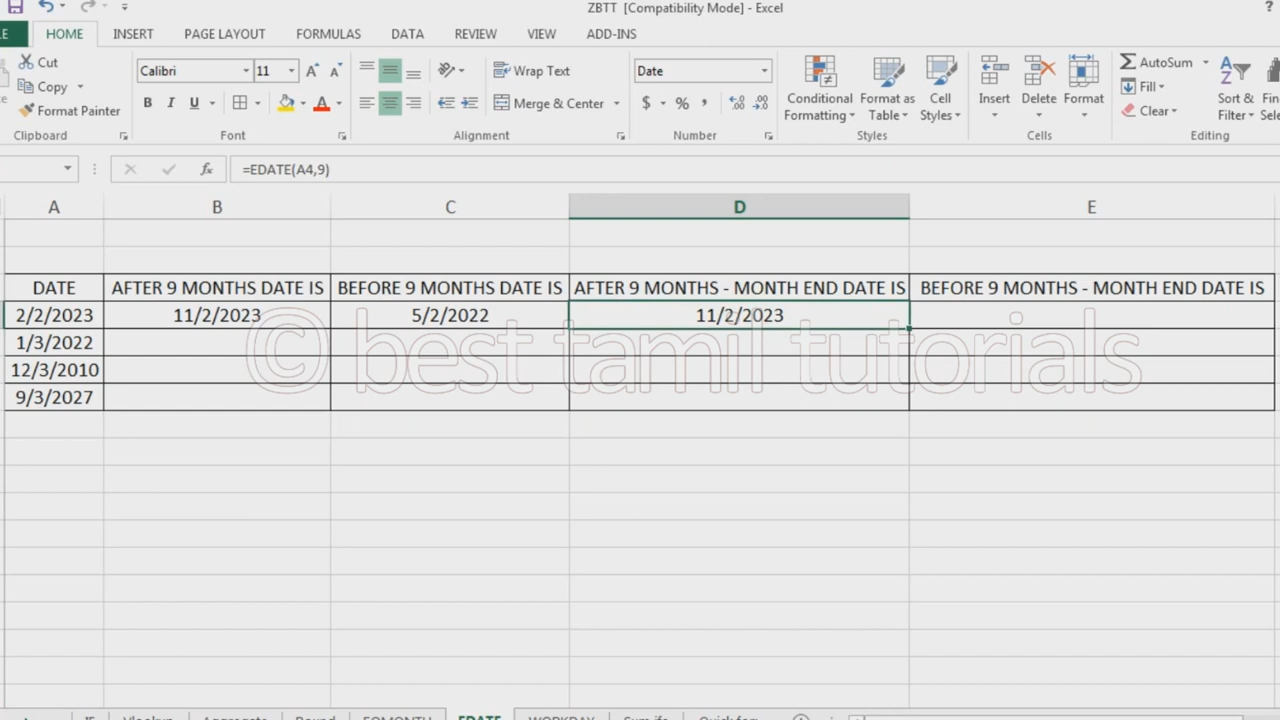 ZBTT [Compatibility Mode] - Excel
?
HOME INSERT PAGE LAYOUT FORMULAS DATA REVIEW VIEW ADD-INS
Cut
Copy
Format Painter
Clipboard
Calibri 11
B I U A
Font
Wrap Text
Merge & Center
Alignment
Date
$ % ,
Number
Conditional Formatting
Format as Table
Cell Styles
Styles
Insert Delete Format
Cells
AutoSum
Fill
Clear
Sort & Filter
Editing
fx =EDATE(A4,9)
A B C D E
DATE AFTER 9 MONTHS DATE IS BEFORE 9 MONTHS DATE IS AFTER 9 MONTHS - MONTH END DATE IS BEFORE 9 MONTHS - MONTH END DATE IS
2/2/2023 11/2/2023 5/2/2022 11/2/2023
1/3/2022
12/3/2010
9/3/2027
© best tamil tutorials
Vlookup Aggregate Round EOMONTH EDATE WORKDAY Sum ifs